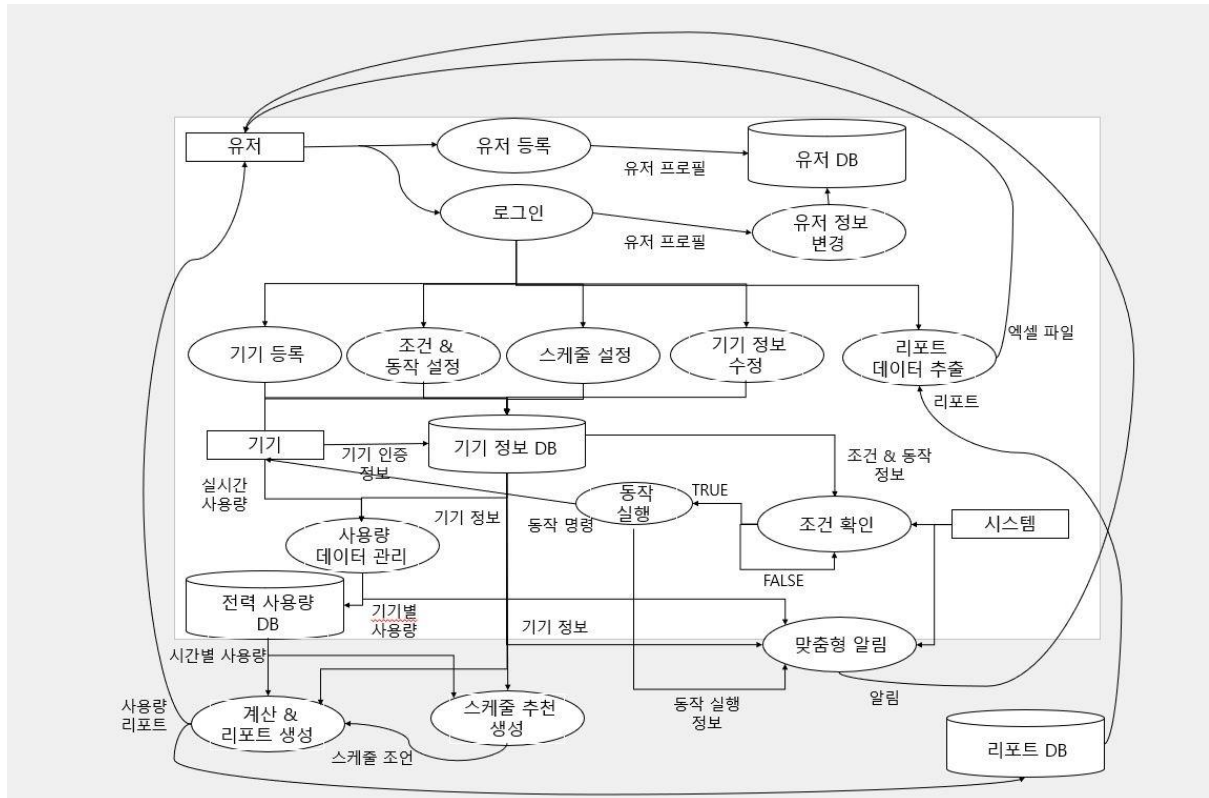 유저
유저 등록
유저 프로필
유저 DB
로그인
유저 프로필
유저 정보
변경
기기 등록
조건 &
동작 설정
스케줄 설정
기기 정보
수정
리포트
데이터 추출
엑셀 파일
리포트
기기
기기 인증
정보
기기 정보 DB
조건 & 동작
정보
실시간
사용량
기기 정보
동작 명령
동작
실행
TRUE
조건 확인
시스템
FALSE
사용량
데이터 관리
전력 사용량
DB
기기별
사용량
기기 정보
맞춤형 알림
시간별 사용량
사용량
리포트
계산 &
리포트 생성
스케줄 조언
스케줄 추천
생성
동작 실행
정보
알림
리포트 DB